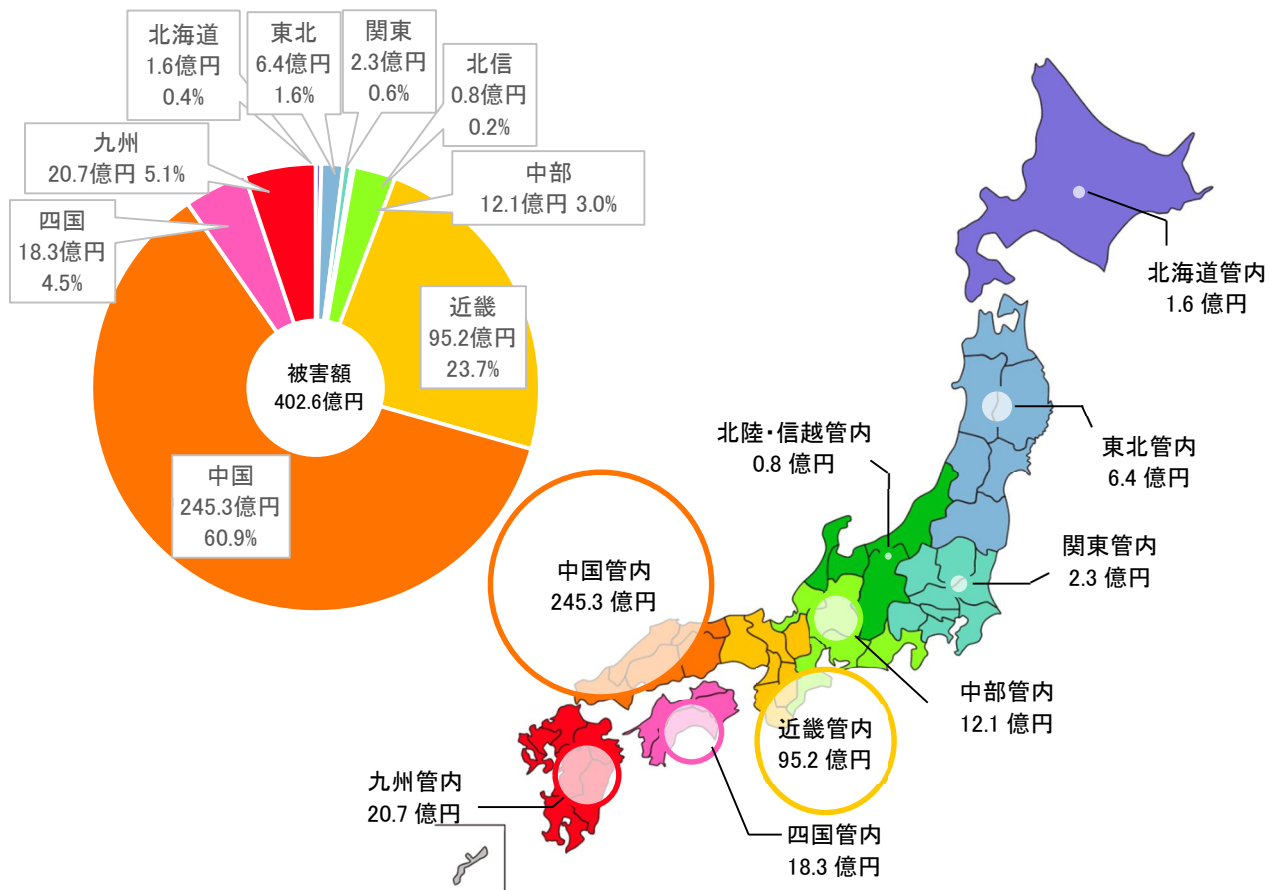 北海道
1.6億円
0.4%
東北
6.4億円
1.6%
関東
2.3億円
0.6%
北信
0.8億円
0.2%
九州
20.7億円 5.1%
中部
12.1億円 3.0%
四国
18.3億円
4.5%
近畿
95.2億円
23.7%
被害額
402.6億円
中国
245.3億円
60.9%
北海道管内
1.6 億円
東北管内
6.4 億円
北陸・信越管内
0.8 億円
関東管内
2.3 億円
中国管内
245.3 億円
中部管内
12.1 億円
近畿管内
95.2 億円
九州管内
20.7 億円
四国管内
18.3 億円